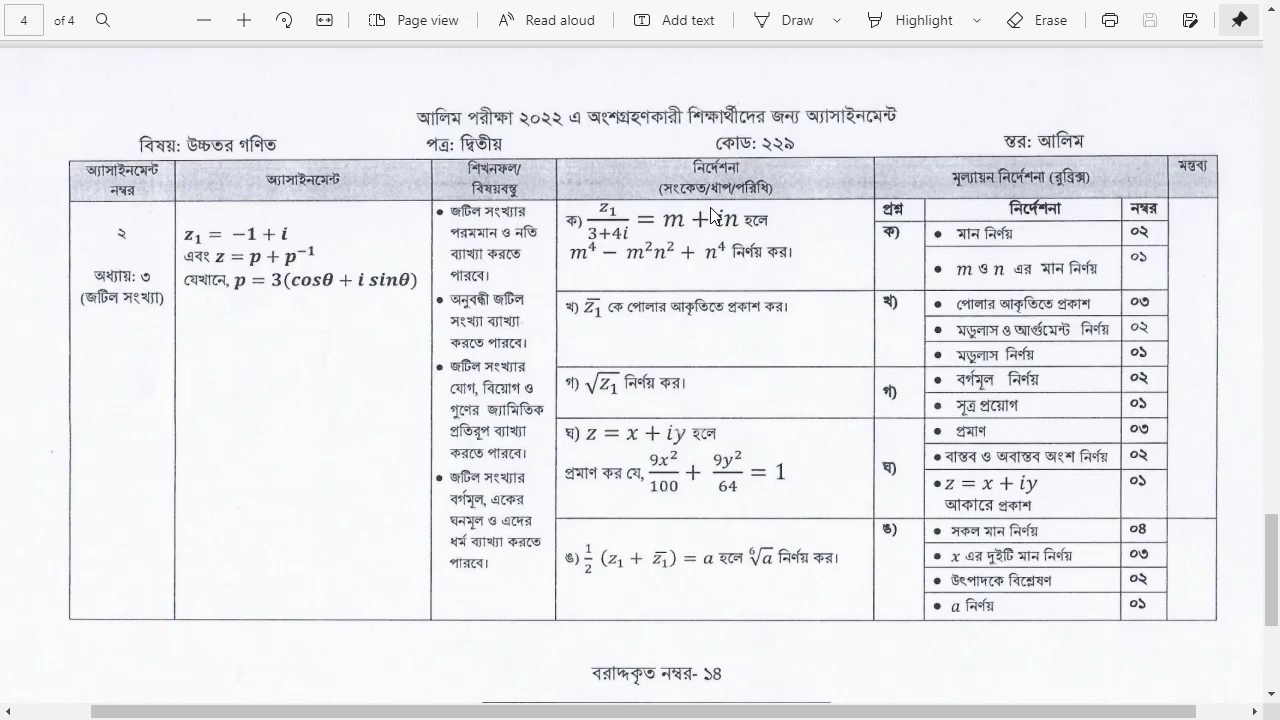 4 of 4 Page view Read aloud Add text Draw Highlight Erase
আলিম পরীক্ষা ২০২২ এ অংশগ্রহণকারী শিক্ষার্থীদের জন্য অ্যাসাইনমেন্ট
বিষয়: উচ্চতর গণিত পত্র: দ্বিতীয় কোড: ২২৯ স্তর: আলিম
অ্যাসাইনমেন্ট নম্বর
অ্যাসাইনমেন্ট
শিখনফল/ বিষয়বস্তু
নির্দেশনা
(সংকেত/ধাপ/পরিধি)
মূল্যায়ন নির্দেশনা (রুব্রিক্স)
মন্তব্য
২
অধ্যায়: ৩
(জটিল সংখ্যা)
z₁ = −1 + i
এবং z = p + p⁻¹
যেখানে, p = 3(cosθ + i sinθ)
• জটিল সংখ্যার
পরমমান ও নতি
ব্যাখ্যা করতে
পারবে।
• অনুবন্ধী জটিল
সংখ্যা ব্যাখ্যা
করতে পারবে।
• জটিল সংখ্যার
যোগ, বিয়োগ ও
গুণের জ্যামিতিক
প্রতিরূপ ব্যাখ্যা
করতে পারবে।
• জটিল সংখ্যার
বর্গমূল, একের
ঘনমূল ও এদের
ধর্ম ব্যাখ্যা করতে
পারবে।
ক) z₁/(3+4i) = m + in হলে
m⁴ − m²n² + n⁴ নির্ণয় কর।
খ) z̅₁ কে পোলার আকৃতিতে প্রকাশ কর।
গ) √z₁ নির্ণয় কর।
ঘ) z = x + iy হলে
প্রমাণ কর যে, 9x²/100 + 9y²/64 = 1
ঙ) 1/2 (z₁ + z̅₁) = a হলে ⁶√a নির্ণয় কর।
প্রশ্ন নির্দেশনা নম্বর
ক) • মান নির্ণয় ০২
• m ও n এর মান নির্ণয় ০১
খ) • পোলার আকৃতিতে প্রকাশ ০৩
• মডুলাস ও আর্গুমেন্ট নির্ণয় ০২
• মডুলাস নির্ণয় ০১
গ) • বর্গমূল নির্ণয় ০২
• সূত্র প্রয়োগ ০১
ঘ) • প্রমাণ ০৩
• বাস্তব ও অবাস্তব অংশ নির্ণয় ০২
• z = x + iy ০১
আকারে প্রকাশ
ঙ) • সকল মান নির্ণয় ০৪
• x এর দুইটি মান নির্ণয় ০৩
• উৎপাদকে বিশ্লেষণ ০২
• a নির্ণয় ০১
বরাদ্দকৃত নম্বর- ১৪